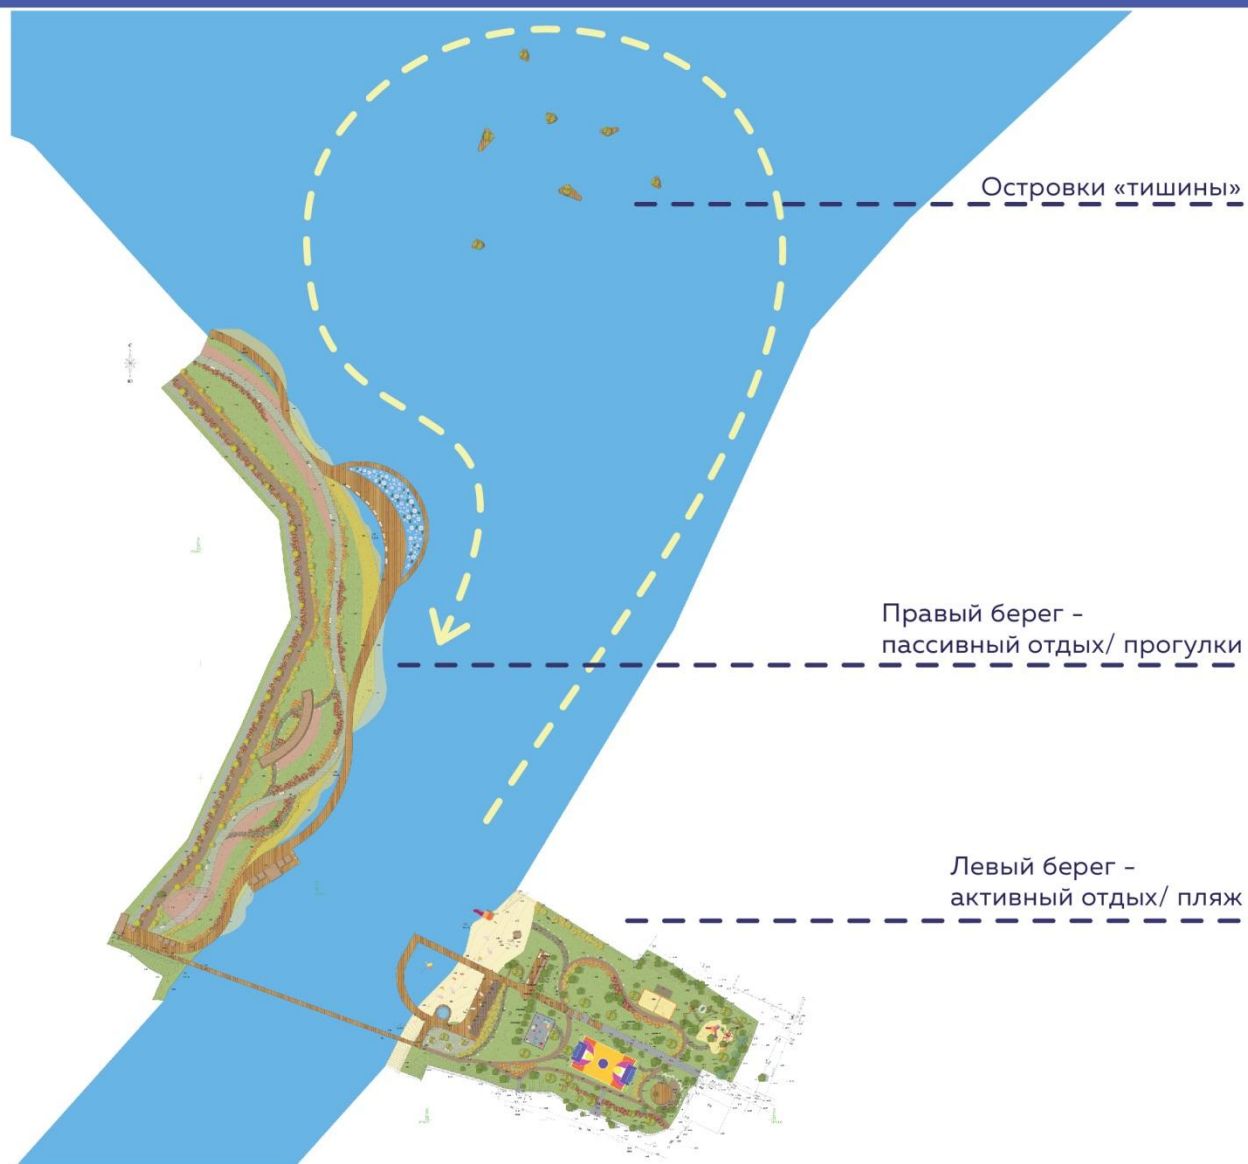 Островки «тишины»
Правый берег -
пассивный отдых/ прогулки
Левый берег -
активный отдых/ пляж